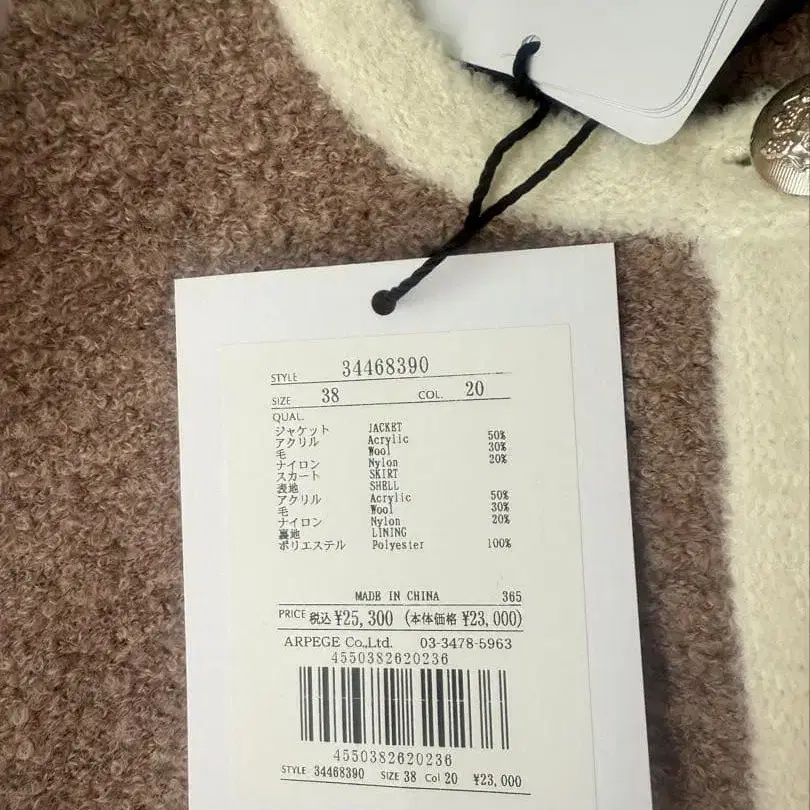 STYLE 34468390
SIZE 38 COL. 20
QUAL.
ジャケット JACKET
アクリル Acrylic 50%
毛 Wool 30%
ナイロン Nylon 20%
スカート SKIRT
表地 SHELL
アクリル Acrylic 50%
毛 Wool 30%
ナイロン Nylon 20%
裏地 LINING
ポリエステル Polyester 100%
MADE IN CHINA 365
PRICE 税込 ¥25,300 (本体価格 ¥23,000)
ARPEGE Co.,Ltd. 03-3478-5963
4550382620236
4550382620236
STYLE 34468390 SIZE 38 Col 20 ¥23,000